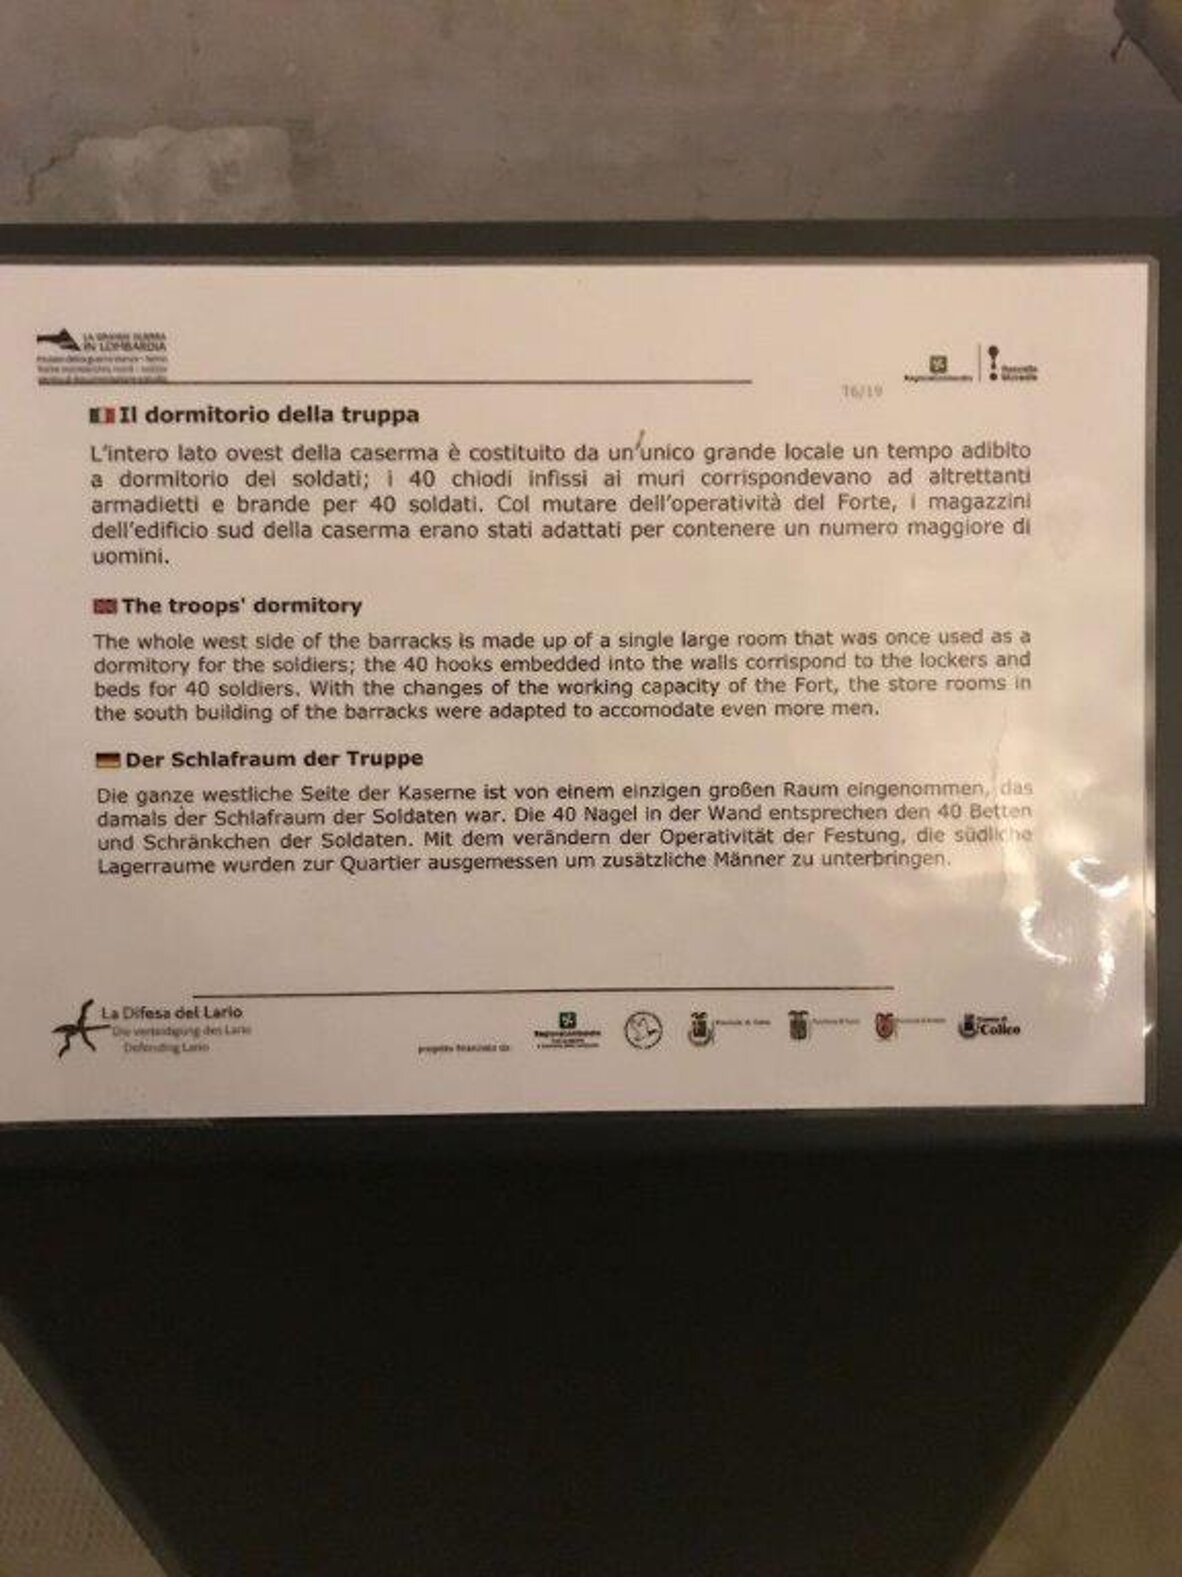 LA GRANDE GUERRA
IN LOMBARDIA
T6/19
Il dormitorio della truppa
L'intero lato ovest della caserma è costituito da un'unico grande locale un tempo adibito
a dormitorio dei soldati; i 40 chiodi infissi ai muri corrispondevano ad altrettanti
armadietti e brande per 40 soldati. Col mutare dell'operatività del Forte, i magazzini
dell'edificio sud della caserma erano stati adattati per contenere un numero maggiore di
uomini.
The troops' dormitory
The whole west side of the barracks is made up of a single large room that was once used as a
dormitory for the soldiers; the 40 hooks embedded into the walls corrispond to the lockers and
beds for 40 soldiers. With the changes of the working capacity of the Fort, the store rooms in
the south building of the barracks were adapted to accomodate even more men.
Der Schlafraum der Truppe
Die ganze westliche Seite der Kaserne ist von einem einzigen großen Raum eingenommen, das
damals der Schlafraum der Soldaten war. Die 40 Nagel in der Wand entsprechen den 40 Betten
und Schränkchen der Soldaten. Mit dem verändern der Operativität der Festung, die südliche
Lagerraume wurden zur Quartier ausgemessen um zusätzliche Männer zu unterbringen.
La Difesa del Lario
Die verteidigung des Lario
Defending Lario
progetto finanziato da:
RegioneLombardia
Colico